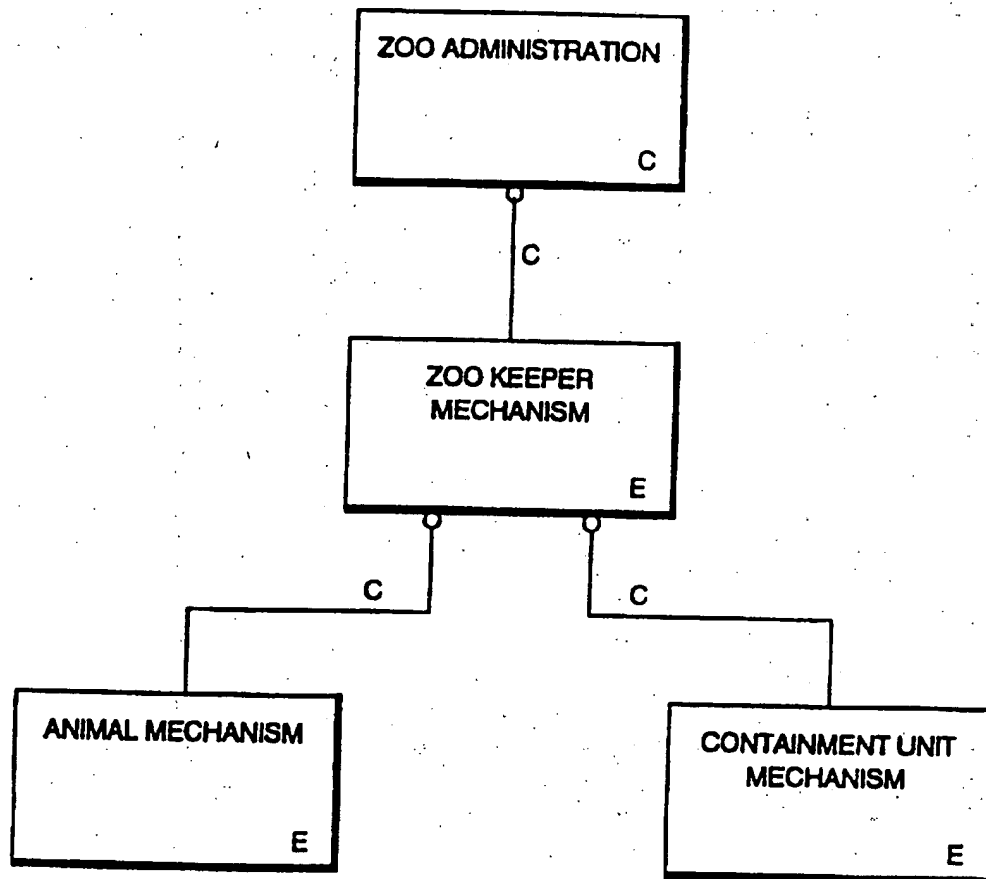 ZOO ADMINISTRATION
C
C
ZOO KEEPER
MECHANISM
E
C
C
ANIMAL MECHANISM
E
CONTAINMENT UNIT
MECHANISM
E